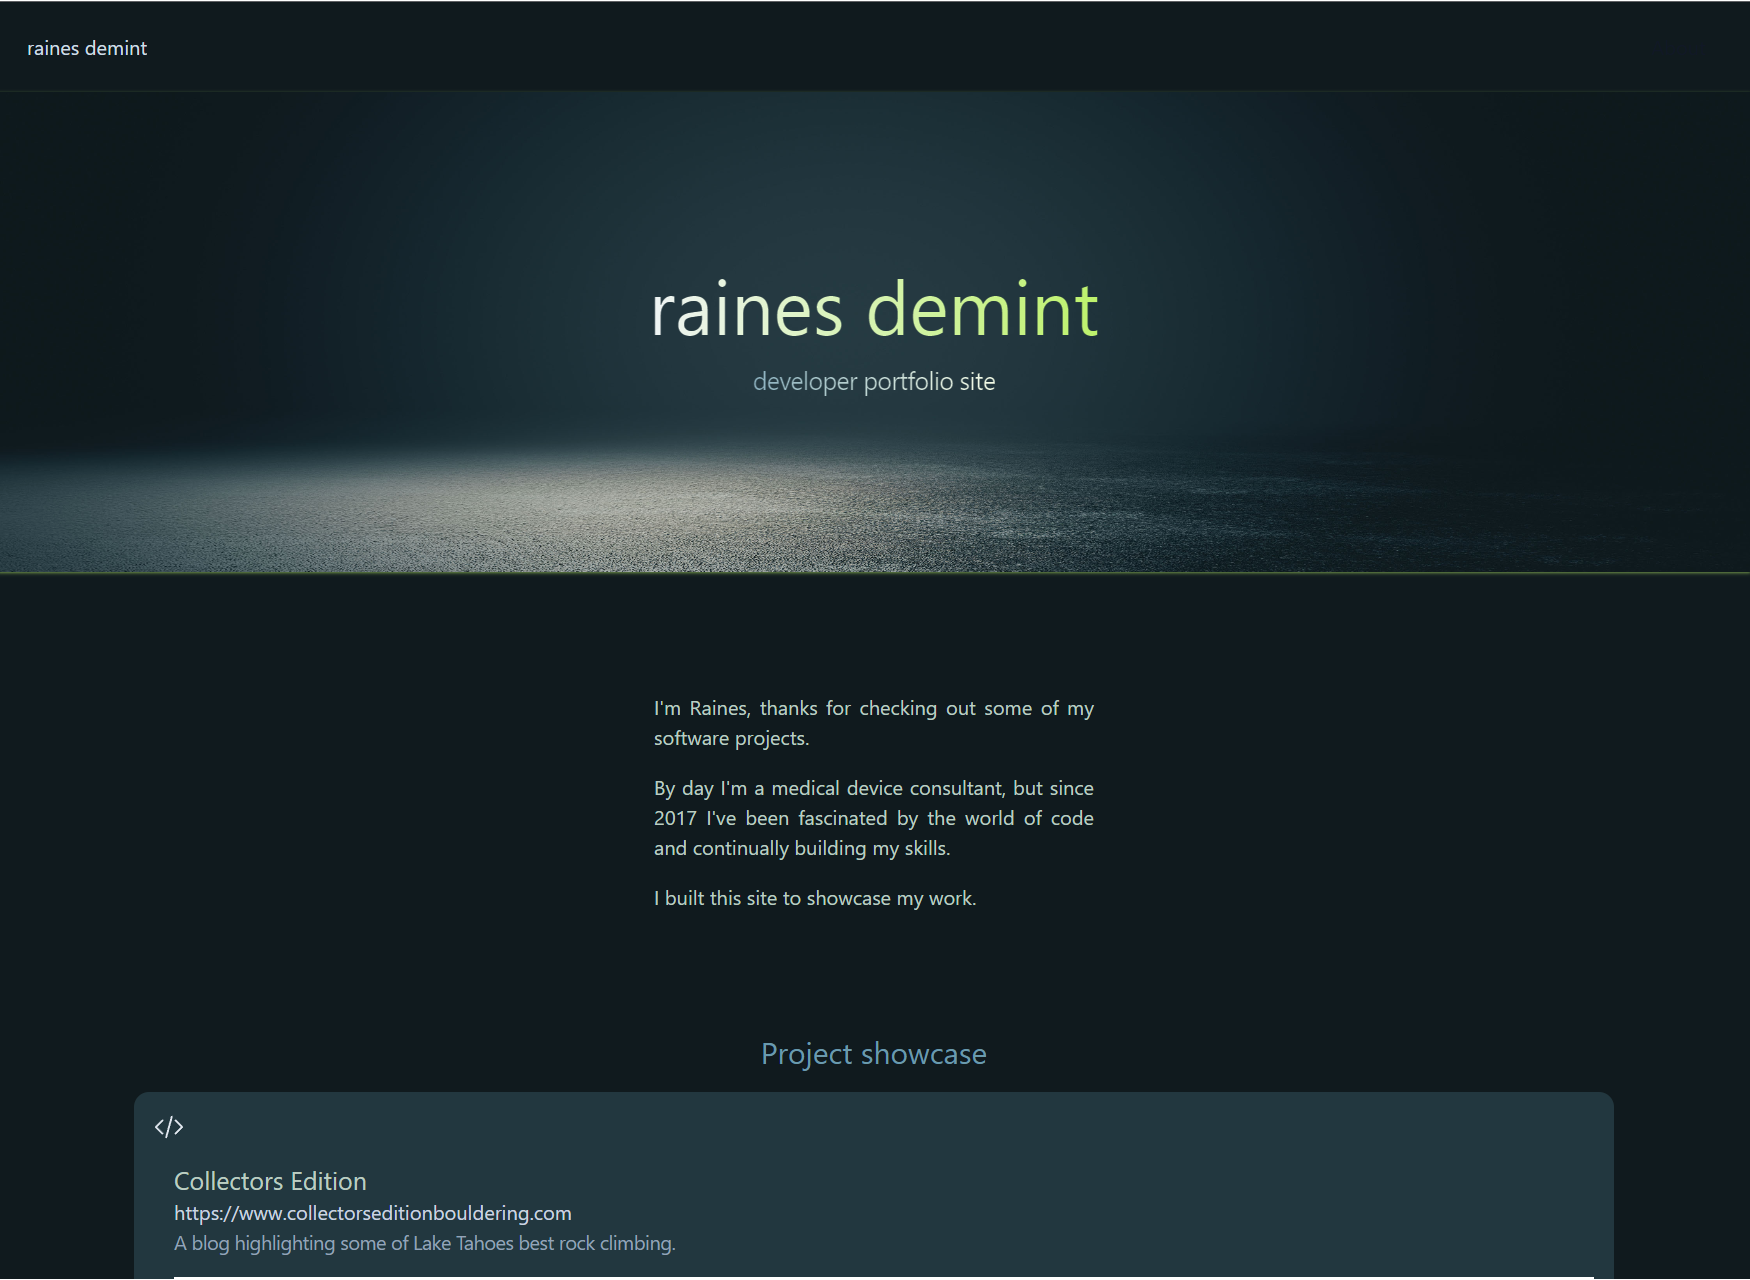 raines demint
raines demint
developer portfolio site
I'm Raines, thanks for checking out some of my
software projects.
By day I'm a medical device consultant, but since
2017 I've been fascinated by the world of code
and continually building my skills.
I built this site to showcase my work.
Project showcase
</>
Collectors Edition
https://www.collectorseditionbouldering.com
A blog highlighting some of Lake Tahoes best rock climbing.